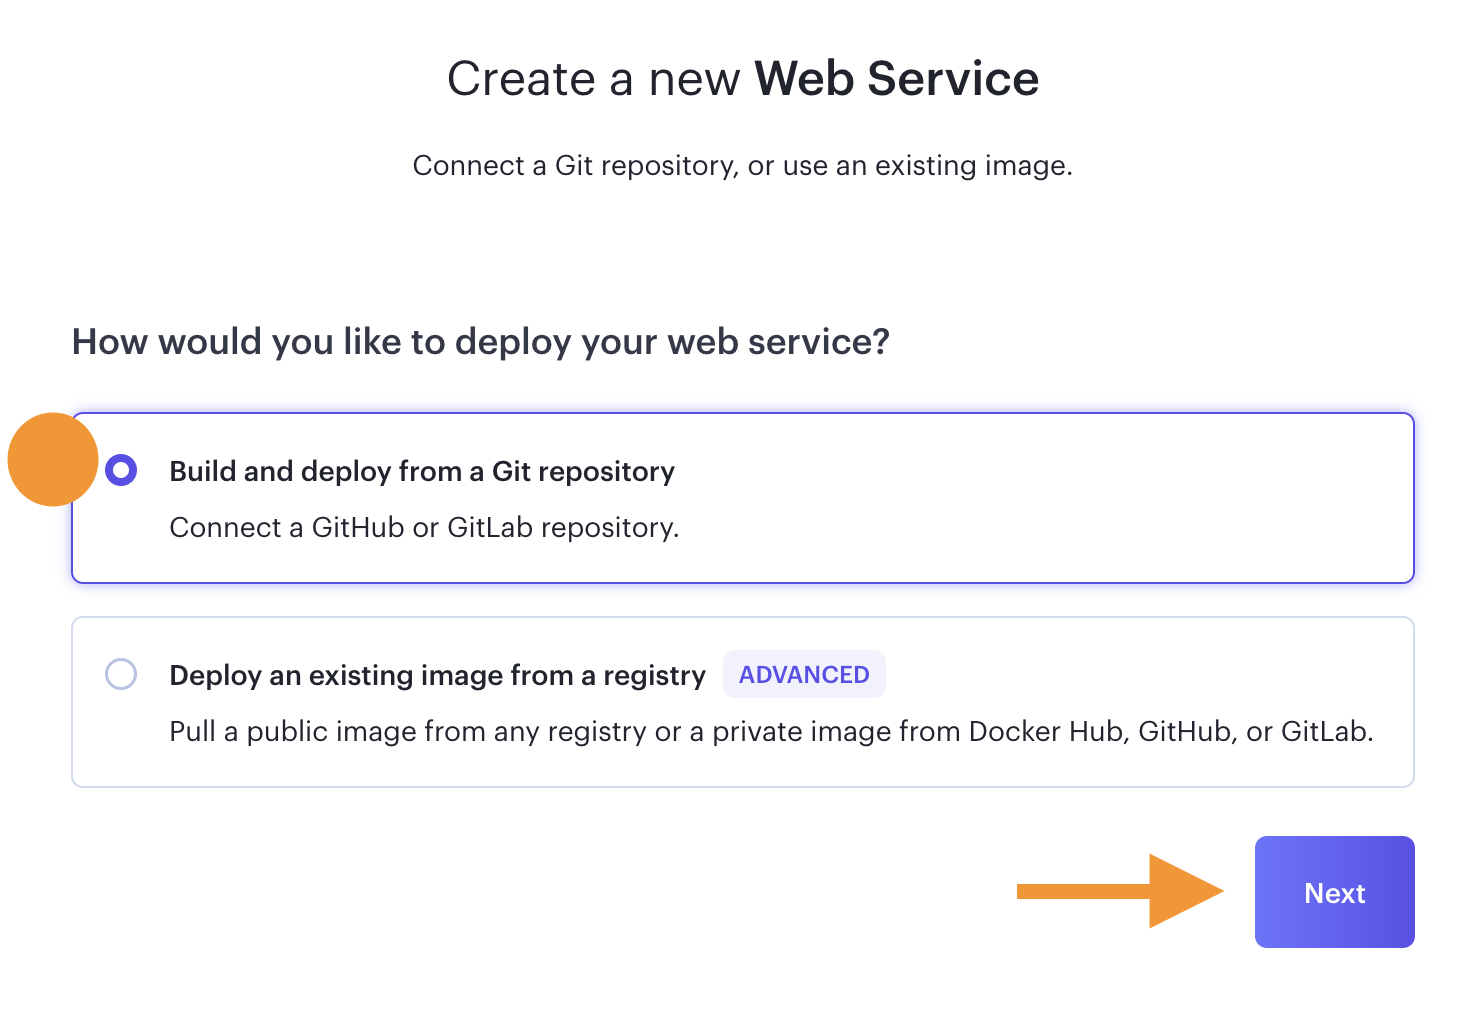 Create a new Web Service
Connect a Git repository, or use an existing image.
How would you like to deploy your web service?
Build and deploy from a Git repository
Connect a GitHub or GitLab repository.
Deploy an existing image from a registry ADVANCED
Pull a public image from any registry or a private image from Docker Hub, GitHub, or GitLab.
Next